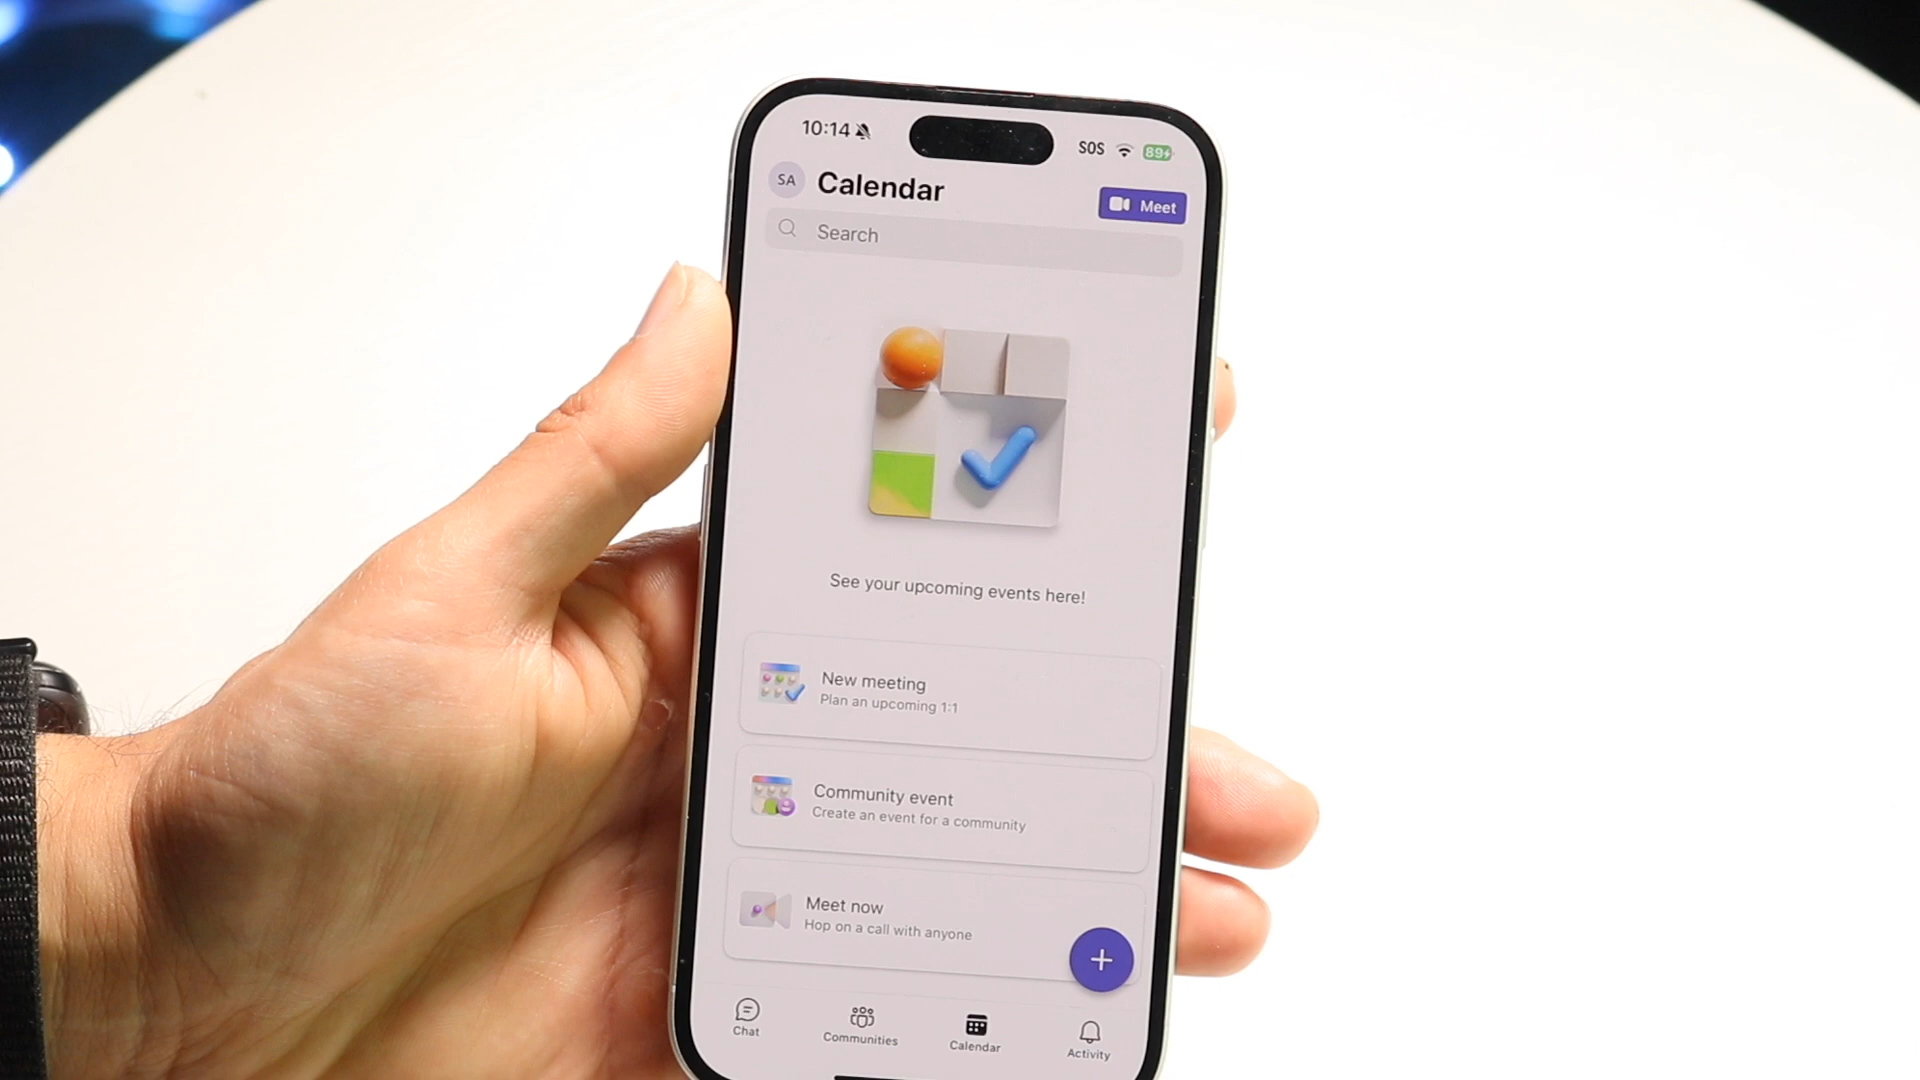 10:14
SOS
89
SA
Calendar
Meet
Search
See your upcoming events here!
New meeting
Plan an upcoming 1:1
Community event
Create an event for a community
Meet now
Hop on a call with anyone
Chat
Communities
Calendar
Activity